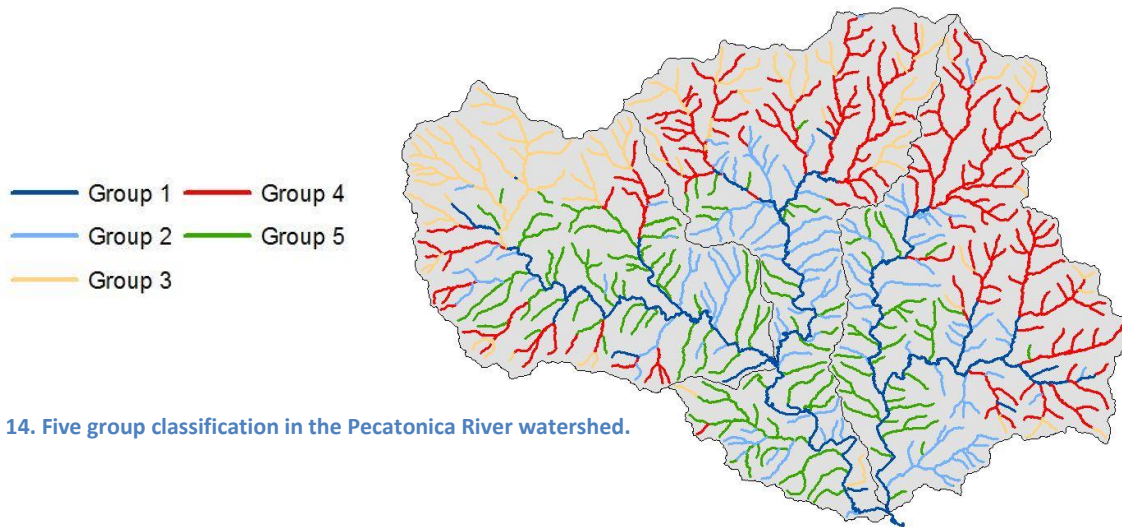 Group 1
Group 4
Group 2
Group 5
Group 3
14. Five group classification in the Pecatonica River watershed.